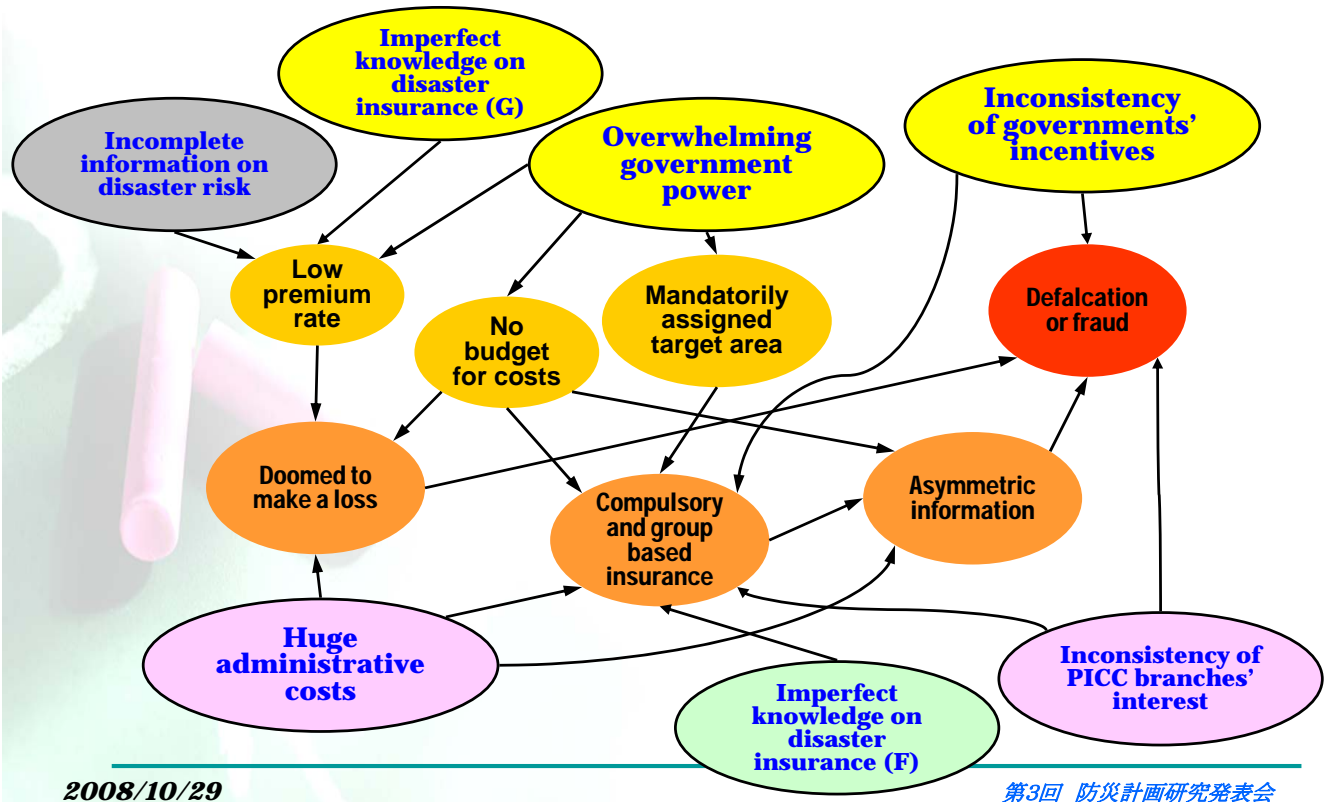 Imperfect
knowledge on
disaster
insurance (G)
Incomplete
information on
disaster risk
Overwhelming
government
power
Inconsistency
of governments’
incentives
Low
premium
rate
No
budget
for costs
Mandatorily
assigned
target area
Defalcation
or fraud
Doomed to
make a loss
Compulsory
and group
based
insurance
Asymmetric
information
Huge
administrative
costs
Imperfect
knowledge on
disaster
insurance (F)
Inconsistency of
PICC branches’
interest
2008/10/29
第3回 防災計画研究発表会